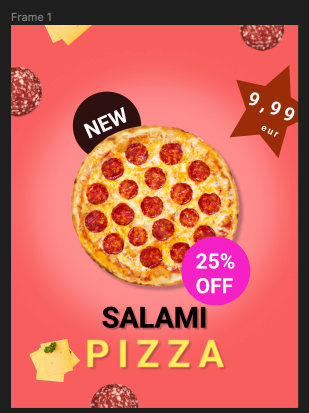 Frame 1
9,99
eur
NEW
25%
OFF
SALAMI
PIZZA